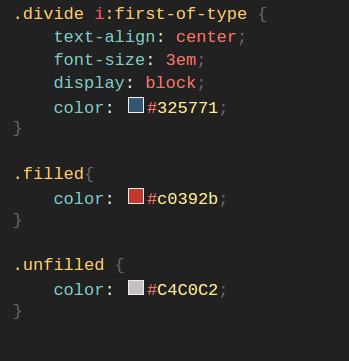 .divide i:first-of-type {
    text-align: center;
    font-size: 3em;
    display: block;
    color: #325771;
}

.filled{
    color: #c0392b;
}

.unfilled {
    color: #C4C0C2;
}